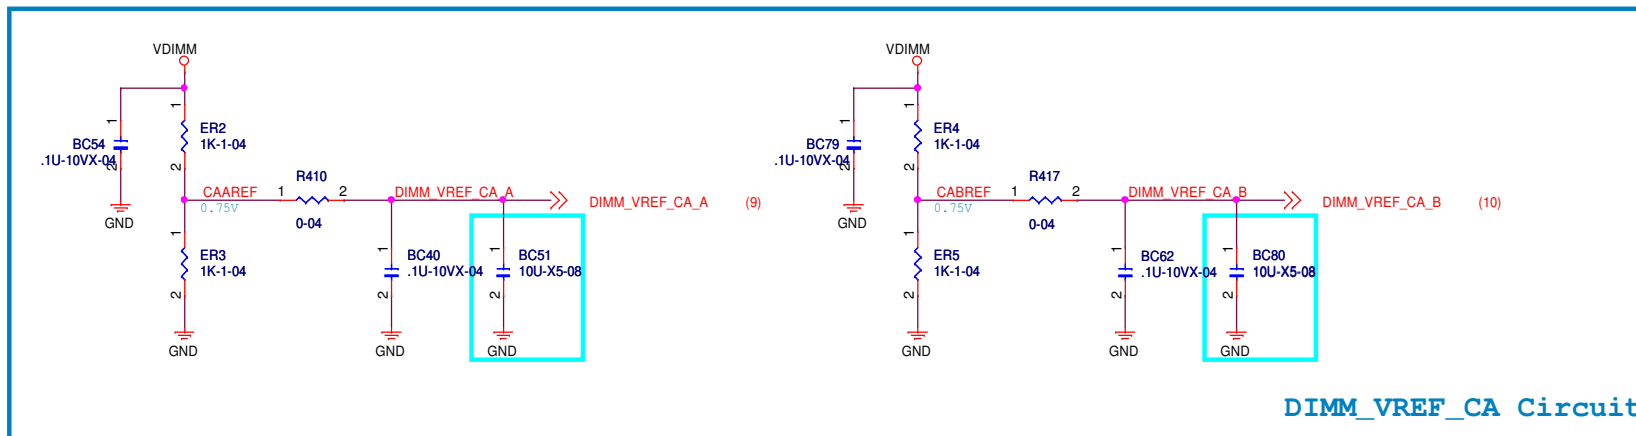 VDIMM
1
1
ER2
1K-1-04
BC54
.1U-10VX-04
2
2
R410
CAAREF
1
2
DIMM_VREF_CA_A
DIMM_VREF_CA_A
(9)
0.75V
GND
0-04
1
ER3
1K-1-04
2
1
BC40
.1U-10VX-04
2
1
BC51
10U-X5-08
2
GND
GND
GND
VDIMM
1
1
ER4
1K-1-04
BC79
.1U-10VX-04
2
2
R417
CABREF
1
2
DIMM_VREF_CA_B
DIMM_VREF_CA_B
(10)
0.75V
GND
0-04
1
ER5
1K-1-04
2
1
BC62
.1U-10VX-04
2
1
BC80
10U-X5-08
2
GND
GND
GND
DIMM_VREF_CA Circuit